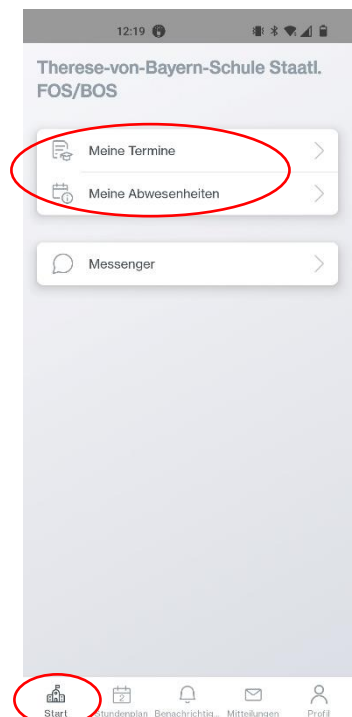 12:19
Therese-von-Bayern-Schule Staatl.
FOS/BOS
Meine Termine
Meine Abwesenheiten
Messenger
2
Start Stundenplan Benachrichtig... Mitteilungen Profil